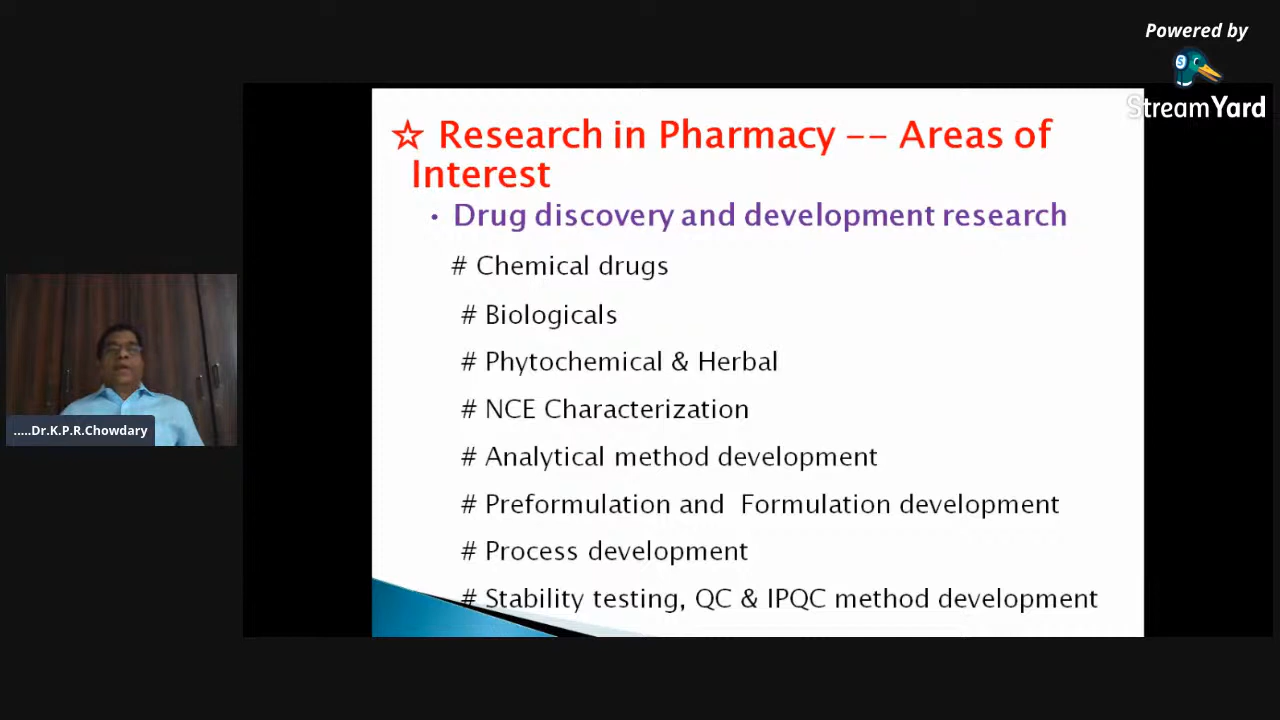 Powered by
StreamYard
☆ Research in Pharmacy -- Areas of
Interest
• Drug discovery and development research
# Chemical drugs
# Biologicals
# Phytochemical & Herbal
# NCE Characterization
# Analytical method development
# Preformulation and Formulation development
# Process development
# Stability testing, QC & IPQC method development
.....Dr.K.P.R.Chowdary